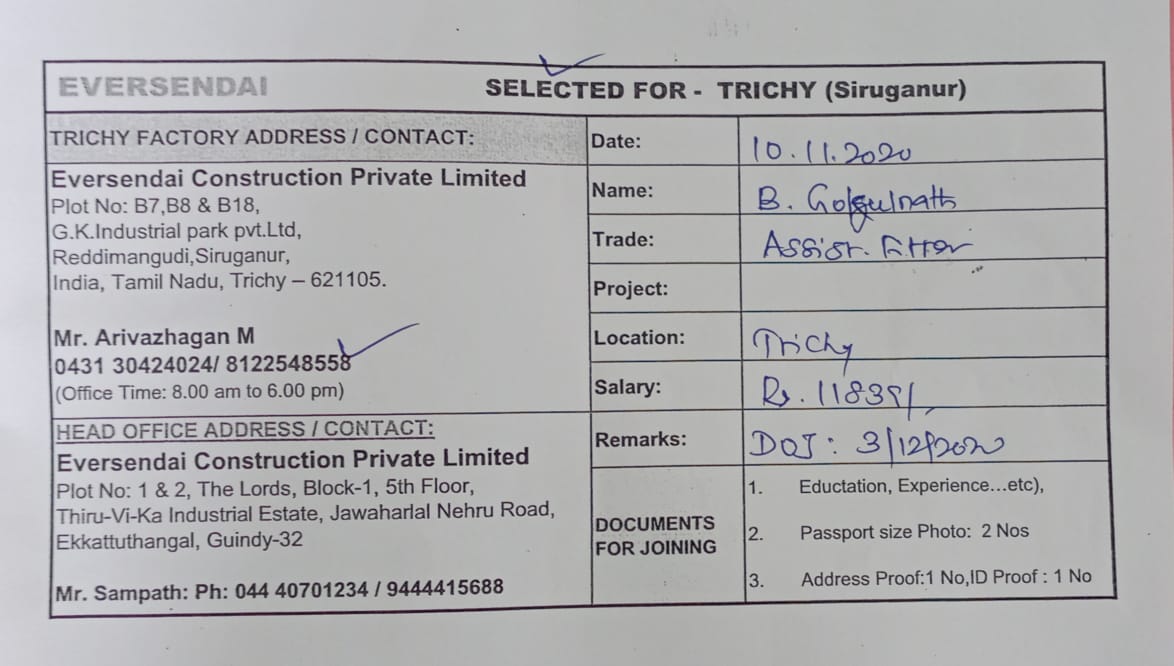 EVERSENDAI
SELECTED FOR - TRICHY (Siruganur)
TRICHY FACTORY ADDRESS / CONTACT:
Eversendai Construction Private Limited
Plot No: B7,B8 & B18,
G.K.Industrial park pvt.Ltd,
Reddimangudi,Siruganur,
India, Tamil Nadu, Trichy – 621105.
Mr. Arivazhagan M
0431 30424024/ 8122548558
(Office Time: 8.00 am to 6.00 pm)
HEAD OFFICE ADDRESS / CONTACT:
Eversendai Construction Private Limited
Plot No: 1 & 2, The Lords, Block-1, 5th Floor,
Thiru-Vi-Ka Industrial Estate, Jawaharlal Nehru Road,
Ekkattuthangal, Guindy-32
Mr. Sampath: Ph: 044 40701234 / 9444415688
Date: 10.11.2020
Name: B. Gokulnath
Trade: Assist. Fitter
Project:
Location: Trichy
Salary: Rs. 11839/.
Remarks: DOJ : 3/12/2020
DOCUMENTS
FOR JOINING
1. Eductation, Experience...etc),
2. Passport size Photo: 2 Nos
3. Address Proof:1 No,ID Proof : 1 No